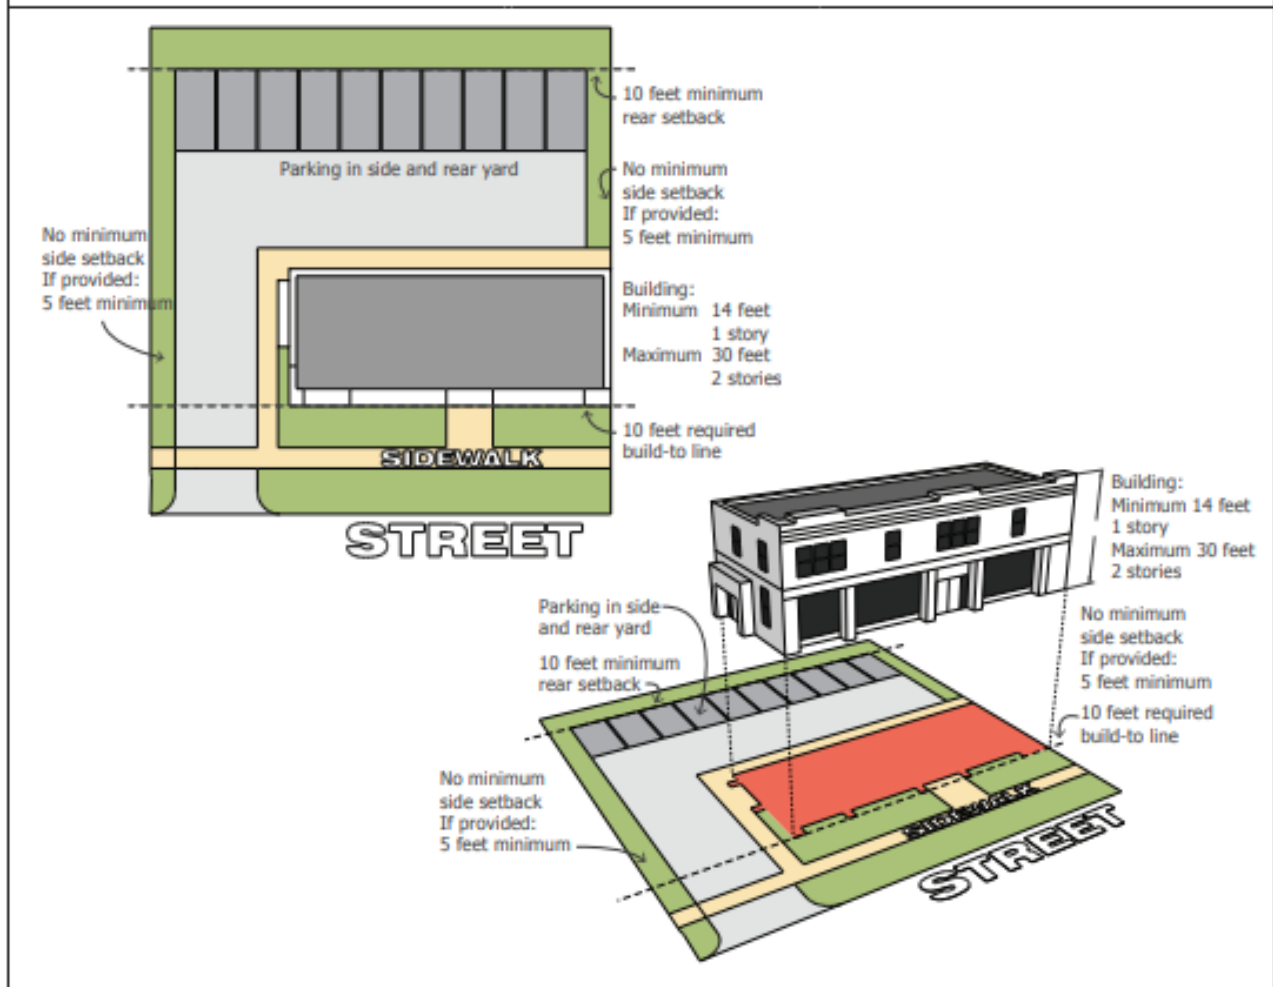 10 feet minimum
rear setback
Parking in side and rear yard
No minimum
side setback
If provided:
5 feet minimum
No minimum
side setback
If provided:
5 feet minimum
Building:
Minimum 14 feet
1 story
Maximum 30 feet
2 stories
10 feet required
build-to line
SIDEWALK
STREET
Building:
Minimum 14 feet
1 story
Maximum 30 feet
2 stories
Parking in side
and rear yard
10 feet minimum
rear setback
No minimum
side setback
If provided:
5 feet minimum
10 feet required
build-to line
No minimum
side setback
If provided:
5 feet minimum
SIDEWALK
STREET